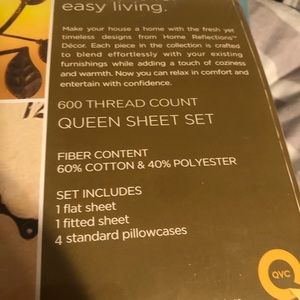 easy living.
Make your house a home with the fresh yet
timeless designs from Home Reflections™
Décor. Each piece in the collection is crafted
to blend effortlessly with your existing
furnishings while adding a touch of coziness
and warmth. Now you can relax in comfort and
entertain with confidence.
600 THREAD COUNT
QUEEN SHEET SET
FIBER CONTENT
60% COTTON & 40% POLYESTER
SET INCLUDES
1 flat sheet
1 fitted sheet
4 standard pillowcases
QVC